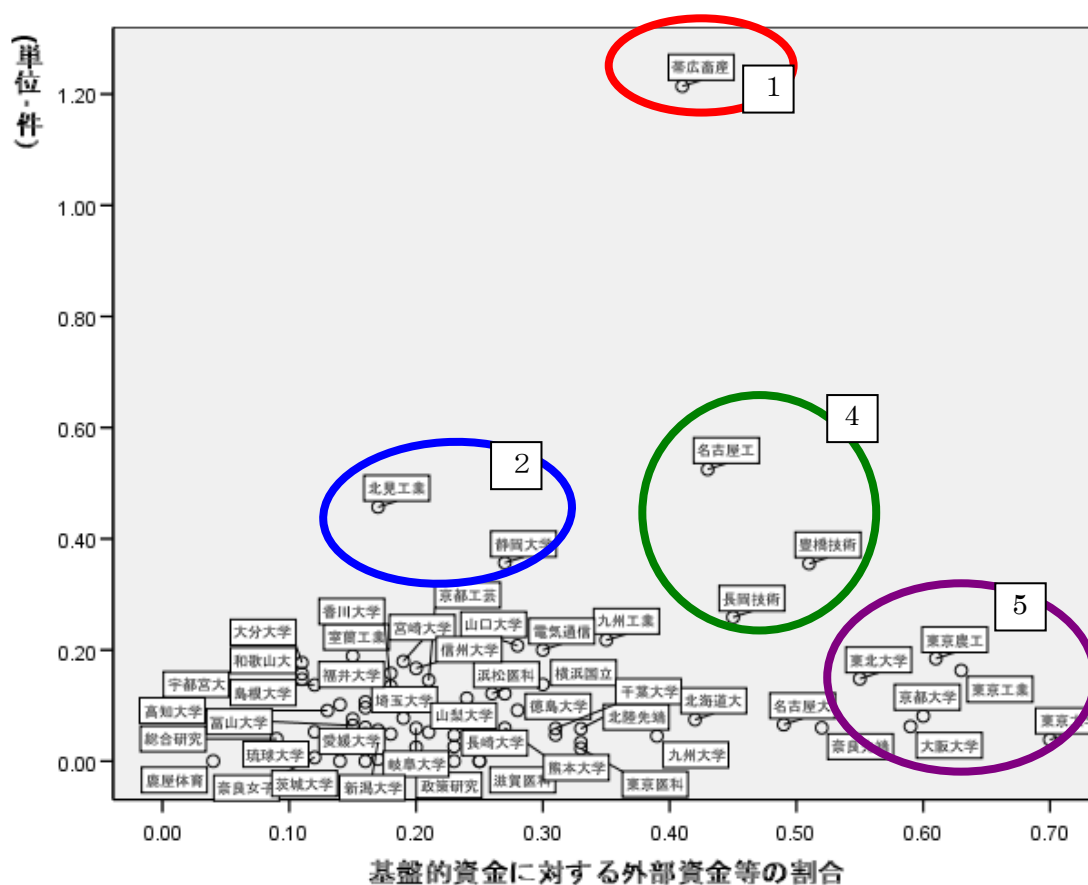 (単位:件)
帯広畜産
1
1.20
1.00
0.80
0.60
4
名古屋工
2
北見工業
0.40
静岡大学
豊橋技術
京都工芸
長岡技術
5
香川大学
大分大学
室蘭工業
宮崎大学
山口大学
電気通信
九州工業
0.20
和歌山大
信州大学
東京農工
東北大学
宇都宮大
島根大学
福井大学
浜松医科
横浜国立
東京工業
高知大学
富山大学
埼玉大学
山梨大学
徳島大学
千葉大学
北海道大
名古屋大
京都大学
総合研究
愛媛大学
長崎大学
北陸先端
奈良先端
大阪大学
東京大
琉球大学
岐阜大学
熊本大学
九州大学
0.00
鹿屋体育
奈良女子
茨城大学
新潟大学
政策研究
滋賀医科
東京医科
0.00 0.10 0.20 0.30 0.40 0.50 0.60 0.70
基盤的資金に対する外部資金等の割合